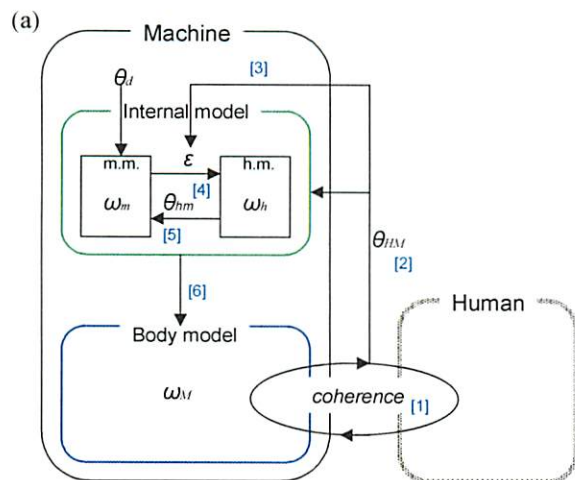 (a)
Machine
[3]
θd
Internal model
m.m.
ε
h.m.
ωm
[4]
θhm
ωh
[5]
θHM
[2]
[6]
Human
Body model
ωM
coherence
[1]